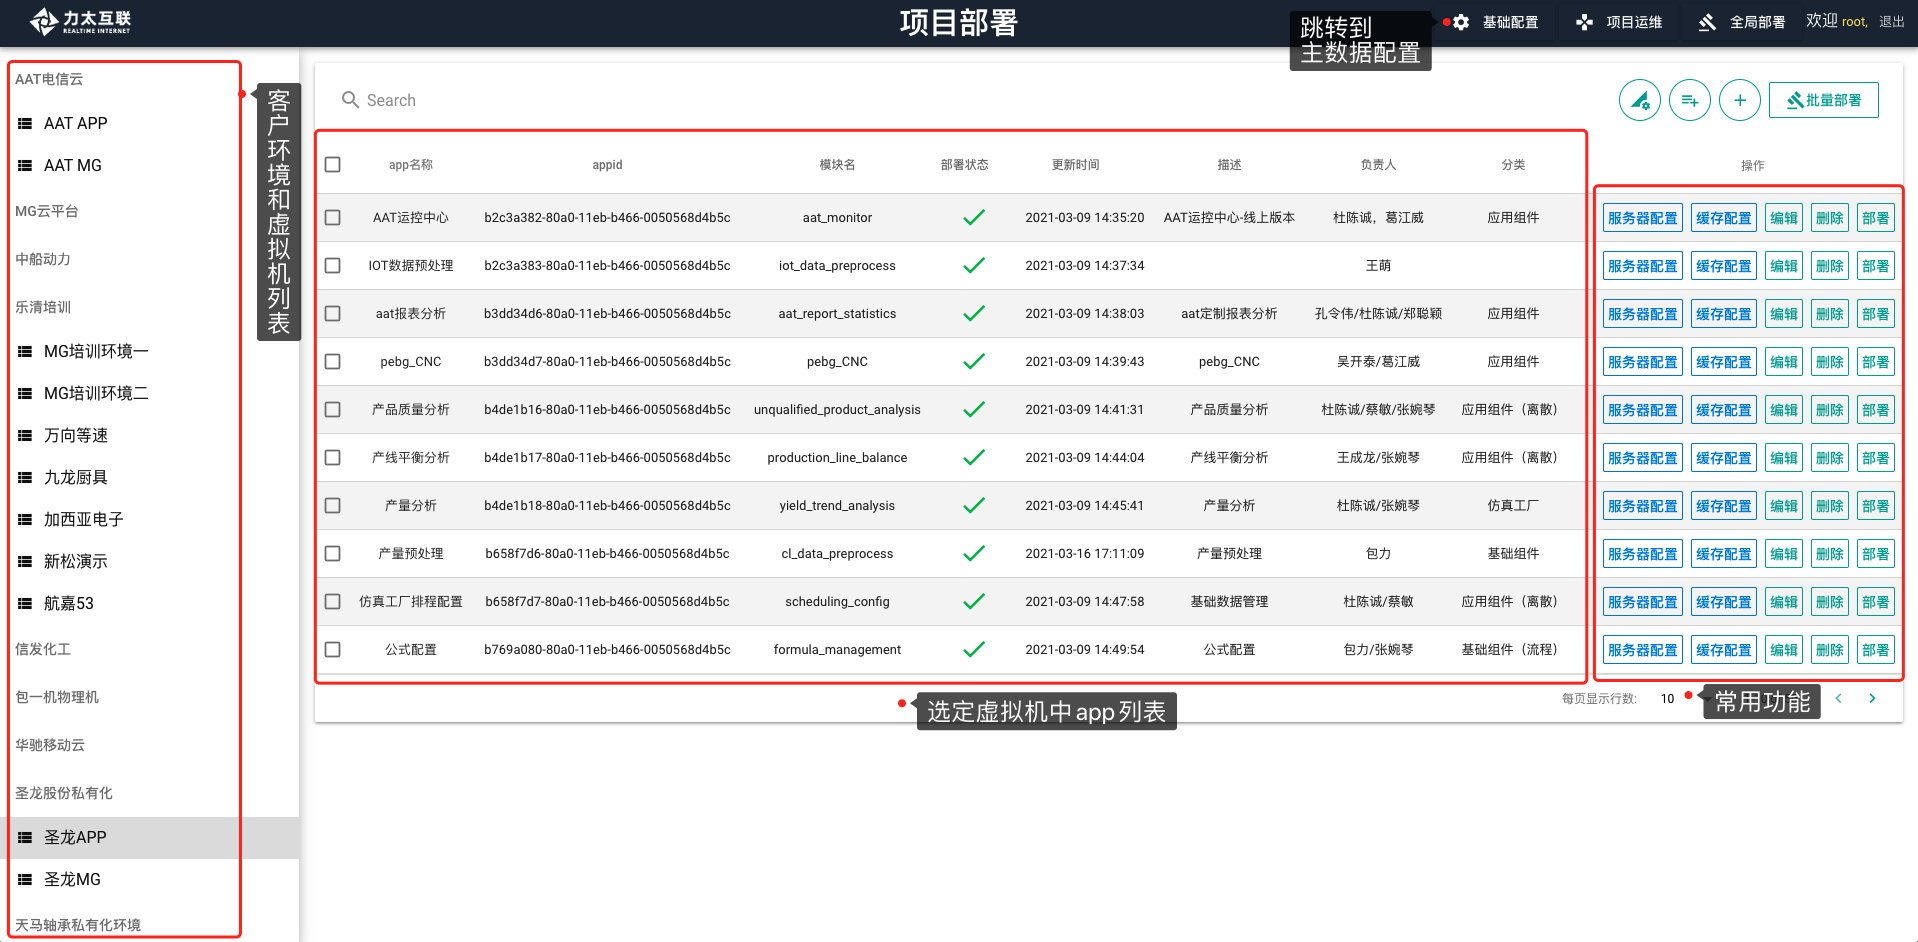 力太互联
REALTIME INTERNET
项目部署
跳转到
主数据配置
基础配置
项目运维
全局部署
欢迎 root, 退出
AAT电信云
AAT APP
AAT MG
MG云平台
中船动力
乐清培训
MG培训环境一
MG培训环境二
万向等速
九龙厨具
加西亚电子
新松演示
航嘉53
信发化工
包一机物理机
华驰移动云
圣龙股份私有化
圣龙APP
圣龙MG
天马轴承私有化环境
客户环境和虚拟机列表
Search
批量部署
app名称 appid 模块名 部署状态 更新时间 描述 负责人 分类 操作
AAT运控中心 b2c3a382-80a0-11eb-b466-0050568d4b5c aat_monitor 2021-03-09 14:35:20 AAT运控中心-线上版本 杜陈诚，葛江威 应用组件 服务器配置 缓存配置 编辑 删除 部署
IOT数据预处理 b2c3a383-80a0-11eb-b466-0050568d4b5c iot_data_preprocess 2021-03-09 14:37:34 王萌 服务器配置 缓存配置 编辑 删除 部署
aat报表分析 b3dd34d6-80a0-11eb-b466-0050568d4b5c aat_report_statistics 2021-03-09 14:38:03 aat定制报表分析 孔令伟/杜陈诚/郑聪颖 应用组件 服务器配置 缓存配置 编辑 删除 部署
pebg_CNC b3dd34d7-80a0-11eb-b466-0050568d4b5c pebg_CNC 2021-03-09 14:39:43 pebg_CNC 吴开泰/葛江威 应用组件 服务器配置 缓存配置 编辑 删除 部署
产品质量分析 b4de1b16-80a0-11eb-b466-0050568d4b5c unqualified_product_analysis 2021-03-09 14:41:31 产品质量分析 杜陈诚/蔡敏/张婉琴 应用组件（离散） 服务器配置 缓存配置 编辑 删除 部署
产线平衡分析 b4de1b17-80a0-11eb-b466-0050568d4b5c production_line_balance 2021-03-09 14:44:04 产线平衡分析 王成龙/张婉琴 应用组件（离散） 服务器配置 缓存配置 编辑 删除 部署
产量分析 b4de1b18-80a0-11eb-b466-0050568d4b5c yield_trend_analysis 2021-03-09 14:45:41 产量分析 杜陈诚/张婉琴 仿真工厂 服务器配置 缓存配置 编辑 删除 部署
产量预处理 b658f7d6-80a0-11eb-b466-0050568d4b5c cl_data_preprocess 2021-03-16 17:11:09 产量预处理 包力 基础组件 服务器配置 缓存配置 编辑 删除 部署
仿真工厂排程配置 b658f7d7-80a0-11eb-b466-0050568d4b5c scheduling_config 2021-03-09 14:47:58 基础数据管理 杜陈诚/蔡敏 应用组件（离散） 服务器配置 缓存配置 编辑 删除 部署
公式配置 b769a080-80a0-11eb-b466-0050568d4b5c formula_management 2021-03-09 14:49:54 公式配置 包力/张婉琴 基础组件（流程） 服务器配置 缓存配置 编辑 删除 部署
每页显示行数: 10
常用功能
选定虚拟机中app列表